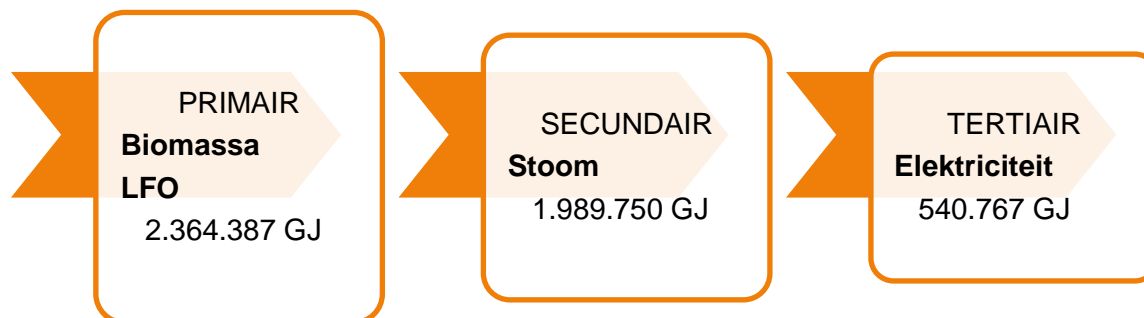 PRIMAIR
Biomassa
LFO
2.364.387 GJ
SECUNDAIR
Stoom
1.989.750 GJ
TERTIAIR
Elektriciteit
540.767 GJ